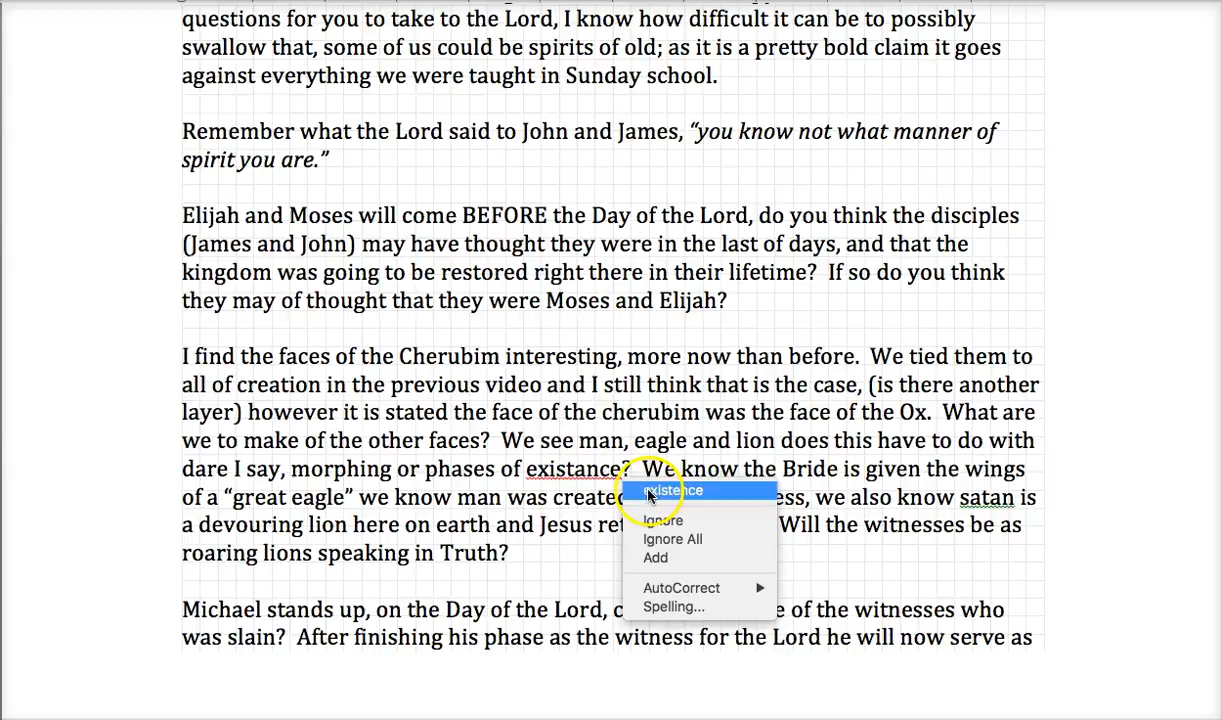 questions for you to take to the Lord, I know how difficult it can be to possibly
swallow that, some of us could be spirits of old; as it is a pretty bold claim it goes
against everything we were taught in Sunday school.
Remember what the Lord said to John and James, “you know not what manner of
spirit you are.”
Elijah and Moses will come BEFORE the Day of the Lord, do you think the disciples
(James and John) may have thought they were in the last of days, and that the
kingdom was going to be restored right there in their lifetime?  If so do you think
they may of thought that they were Moses and Elijah?
I find the faces of the Cherubim interesting, more now than before.  We tied them to
all of creation in the previous video and I still think that is the case, (is there another
layer) however it is stated the face of the cherubim was the face of the Ox.  What are
we to make of the other faces?  We see man, eagle and lion does this have to do with
dare I say, morphing or phases of existance?  We know the Bride is given the wings
of a “great eagle” we know man was create ess, we also know satan is
a devouring lion here on earth and Jesus ret Will the witnesses be as
roaring lions speaking in Truth?
Michael stands up, on the Day of the Lord, c e of the witnesses who
was slain?  After finishing his phase as the witness for the Lord he will now serve as
existence
Ignore
Ignore All
Add
AutoCorrect
Spelling...